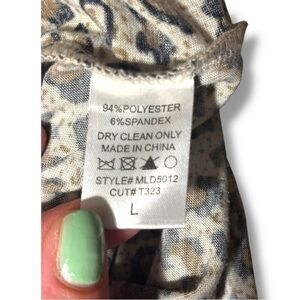 94%POLYESTER
6%SPANDEX
DRY CLEAN ONLY
MADE IN CHINA
STYLE# MLD5012
CUT# T323
L